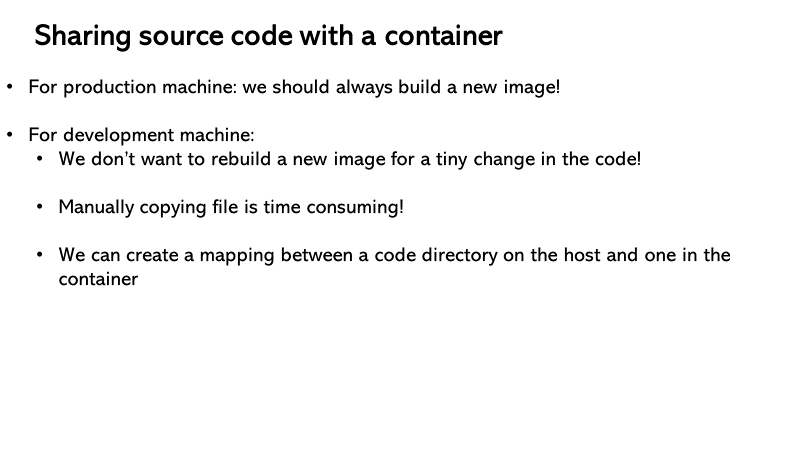 Sharing source code with a container
• For production machine: we should always build a new image!
• For development machine:
• We don't want to rebuild a new image for a tiny change in the code!
• Manually copying file is time consuming!
• We can create a mapping between a code directory on the host and one in the
container